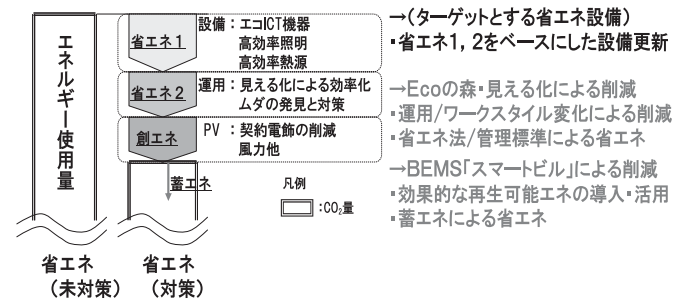 エネルギー使用量
省エネ1
設備：エコICT機器
高効率照明
高効率熱源
省エネ2
運用：見える化による効率化
ムダの発見と対策
創エネ
PV ：契約電飾の削減
風力他
蓄エネ
凡例
:CO₂量
省エネ
（未対策）
省エネ
（対策）
→(ターゲットとする省エネ設備)
･省エネ1, 2をベースにした設備更新
→Ecoの森･見える化による削減
･運用/ワークスタイル変化による削減
･省エネ法/管理標準による省エネ
→BEMS｢スマートビル｣による削減
･効果的な再生可能エネの導入･活用
･蓄エネによる省エネ